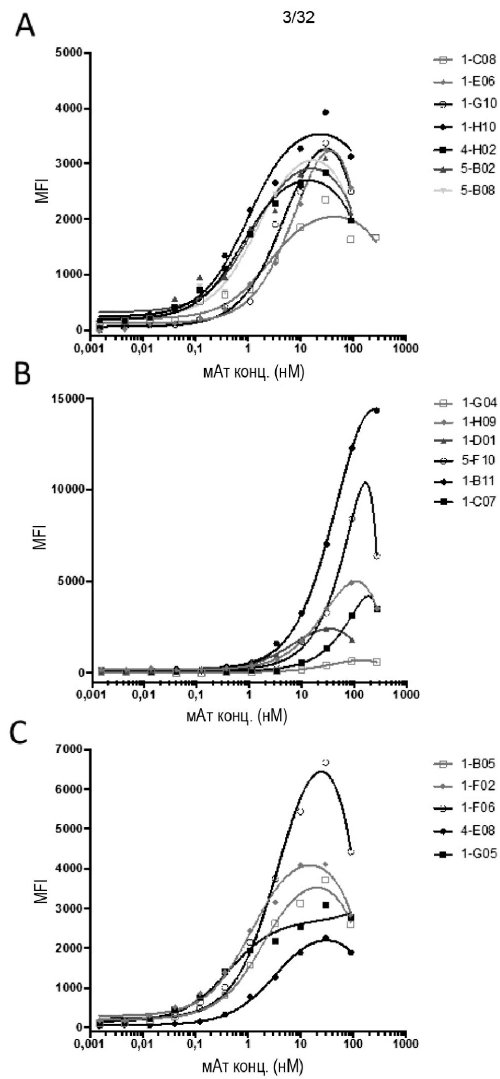 3/32
A
5000
4000
3000
2000
1000
0
MFI
0,001
0,01
0,1
1
10
100
1000
мАт конц. (нМ)
1-C08
1-E06
1-G10
1-H10
4-H02
5-B02
5-B08
B
15000
10000
5000
0
MFI
0,001
0,01
0,1
1
10
100
1000
мАт конц. (нМ)
1-G04
1-H09
1-D01
5-F10
1-B11
1-C07
C
7000
6000
5000
4000
3000
2000
1000
0
MFI
0,001
0,01
0,1
1
10
100
1000
мАт конц. (нМ)
1-B05
1-F02
1-F06
4-E08
1-G05